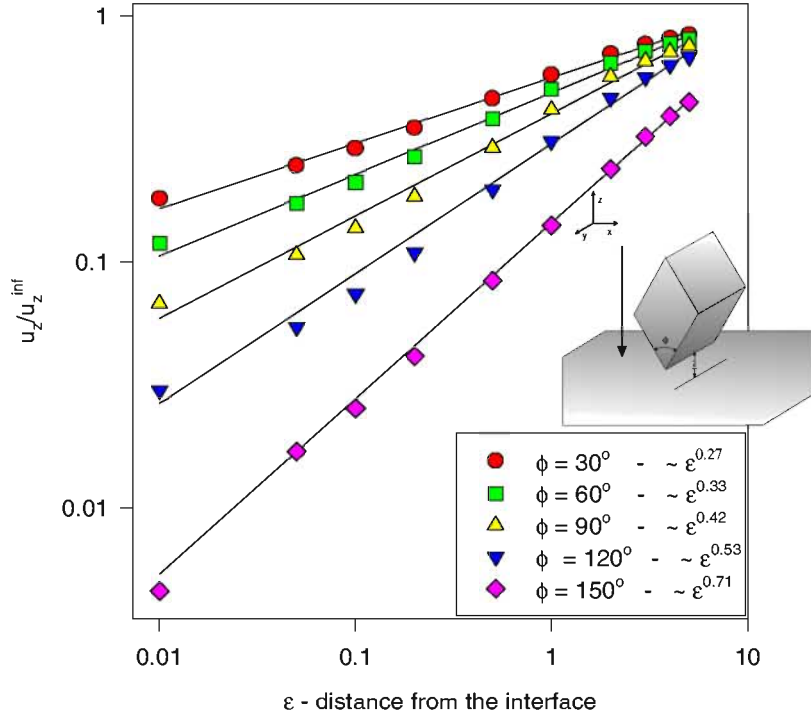 1
0.1
0.01
u_z/u_z^inf
0.01 0.1 1 10
ε - distance from the interface
z
x
y
ϕ
ϕ = 30° - ~ ε^0.27
ϕ = 60° - ~ ε^0.33
ϕ = 90° - ~ ε^0.42
ϕ = 120° - ~ ε^0.53
ϕ = 150° - ~ ε^0.71